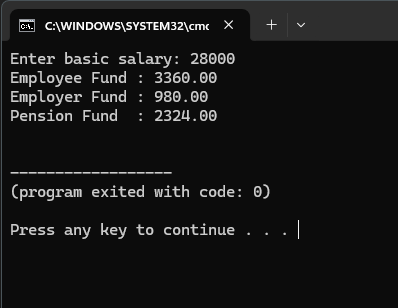 C:\WINDOWS\SYSTEM32\cmc
Enter basic salary: 28000
Employee Fund : 3360.00
Employer Fund : 980.00
Pension Fund  : 2324.00
------------------
(program exited with code: 0)
Press any key to continue . . .